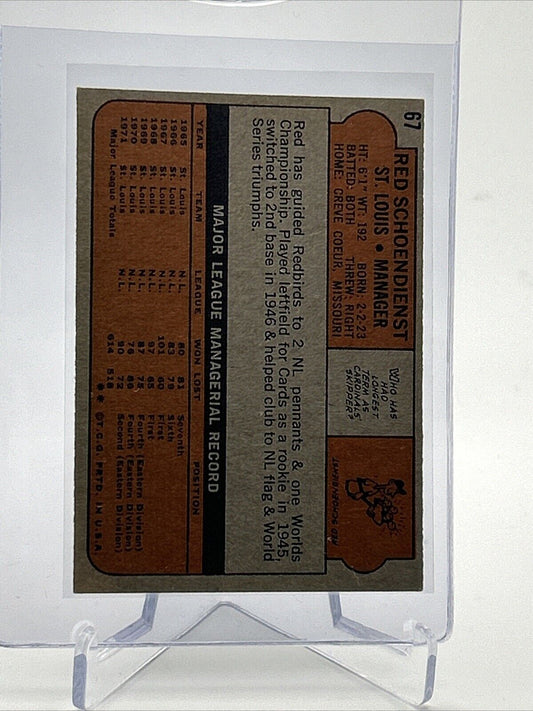 67
RED SCHOENDIENST
ST. LOUIS • MANAGER
HT: 6'1" WT: 192 BORN: 2-2-23
BATTED: BOTH THREW: RIGHT
HOME: CREVE COEUR, MISSOURI
WHO HAS
HAD
LONGEST
TERM AS
CARDINALS'
SKIPPER?
RED SCHOENDIENST
Red has guided Redbirds to 2 NL pennants & one Worlds
Championship. Played leftfield for Cards as a rookie in 1945,
switched to 2nd base in 1946 & helped club to NL flag & World
Series triumphs.
MAJOR LEAGUE MANAGERIAL RECORD
YEAR TEAM LEAGUE WON LOST POSITION
1965 St. Louis N.L. 80 81 Seventh
1966 St. Louis N.L. 83 79 Sixth
1967 St. Louis N.L. 101 60 First
1968 St. Louis N.L. 97 65 First
1969 St. Louis N.L. 87 75 Fourth (Eastern Division)
1970 St. Louis N.L. 76 86 Fourth (Eastern Division)
1971 St. Louis N.L. 90 72 Second (Eastern Division)
Major League Totals 614 518
** © T.C.G. PRTD. IN U.S.A.